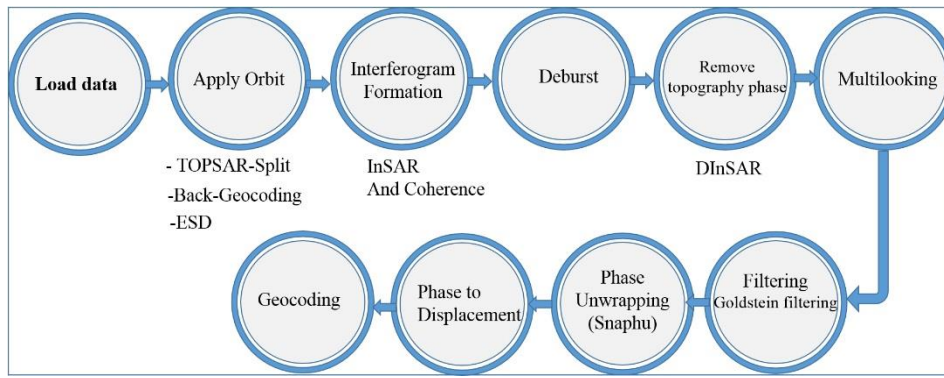 Load data
Apply Orbit
- TOPSAR-Split
-Back-Geocoding
-ESD
Interferogram
Formation
InSAR
And Coherence
Deburst
Remove
topography phase
DInSAR
Multilooking
Filtering
Goldstein filtering
Phase
Unwrapping
(Snaphu)
Phase to
Displacement
Geocoding